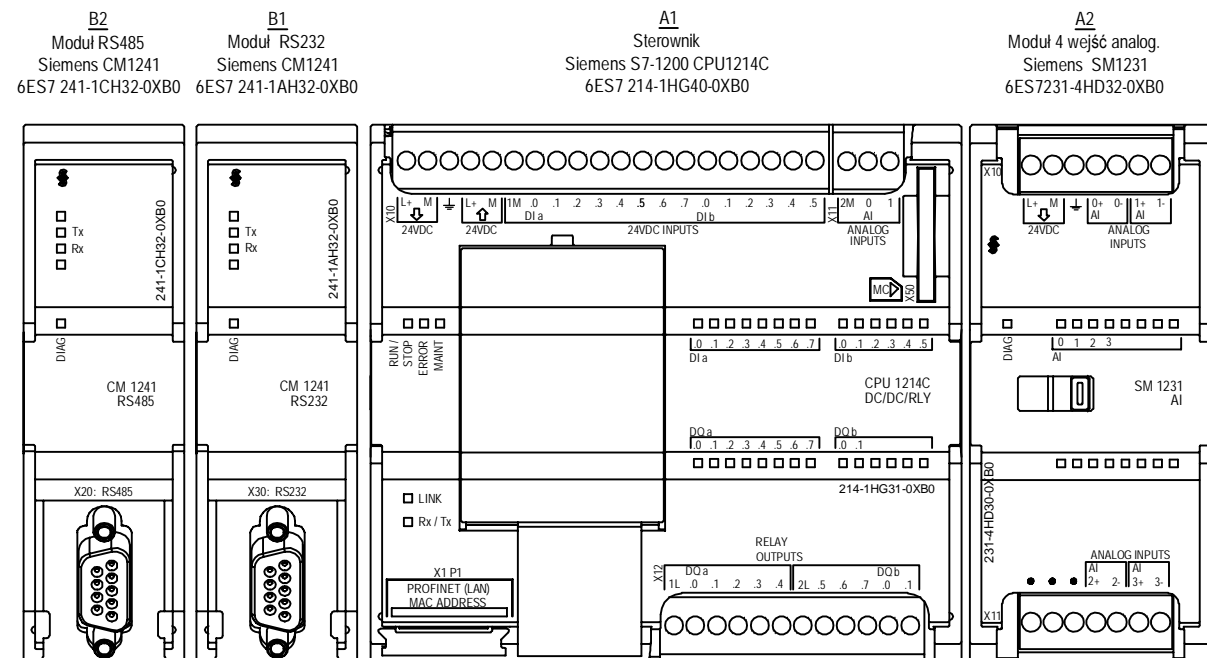 B2
Moduł RS485
Siemens CM1241
6ES7 241-1CH32-0XB0
B1
Moduł RS232
Siemens CM1241
6ES7 241-1AH32-0XB0
A1
Sterownik
Siemens S7-1200 CPU1214C
6ES7 214-1HG40-0XB0
A2
Moduł 4 wejść analog.
Siemens SM1231
6ES7231-4HD32-0XB0
Tx
Rx
241-1CH32-0XB0
DIAG
CM 1241
RS485
X20: RS485
Tx
Rx
241-1AH32-0XB0
DIAG
CM 1241
RS232
X30: RS232
X10
L+ M
24VDC
L+ M
24VDC
1M .0 .1 .2 .3 .4 .5 .6 .7 .0 .1 .2 .3 .4 .5
DI a
DI b
24VDC INPUTS
X11
2M 0 1
AI
ANALOG
INPUTS
MC
X50
RUN /
STOP
ERROR
MAINT
.0 .1 .2 .3 .4 .5 .6 .7
DI a
.0 .1 .2 .3 .4 .5
DI b
CPU 1214C
DC/DC/RLY
DQ a
.0 .1 .2 .3 .4 .5 .6 .7
DQ b
.0 .1
214-1HG31-0XB0
LINK
Rx / Tx
X1 P1
PROFINET (LAN)
MAC ADDRESS
RELAY
OUTPUTS
X12
DQ a
1L .0 .1 .2 .3 .4
DQ b
2L .5 .6 .7 .0 .1
X10
L+ M
24VDC
0+ 0-
AI
1+ 1-
AI
ANALOG
INPUTS
DIAG
0 1 2 3
AI
SM 1231
AI
231-4HD30-0XB0
ANALOG INPUTS
AI
2+ 2-
AI
3+ 3-
X11